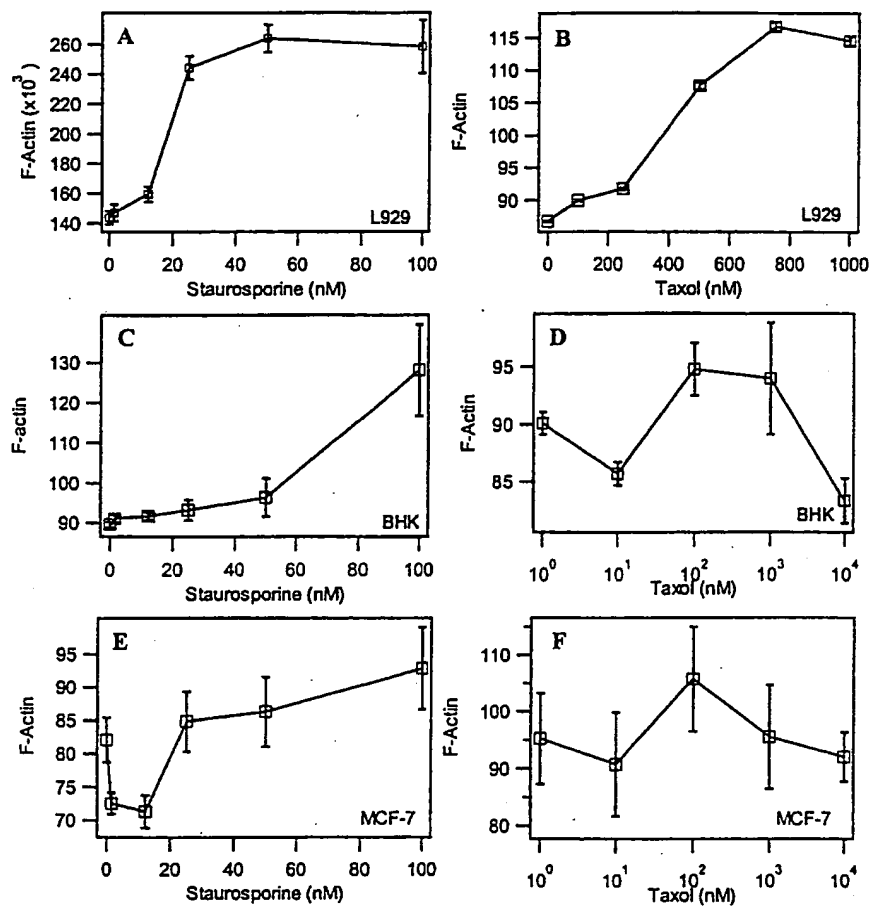 A
F-Actin (x10³)
260
240
220
200
180
160
140
L929
0 20 40 60 80 100
Staurosporine (nM)
B
F-Actin
115
110
105
100
95
90
L929
0 200 400 600 800 1000
Taxol (nM)
C
F-actin
130
120
110
100
90
BHK
0 20 40 60 80 100
Staurosporine (nM)
D
F-Actin
95
90
85
BHK
10⁰ 10¹ 10² 10³ 10⁴
Taxol (nM)
E
F-Actin
95
90
85
80
75
70
MCF-7
0 20 40 60 80 100
Staurosporine (nM)
F
F-Actin
110
100
90
80
MCF-7
10⁰ 10¹ 10² 10³ 10⁴
Taxol (nM)